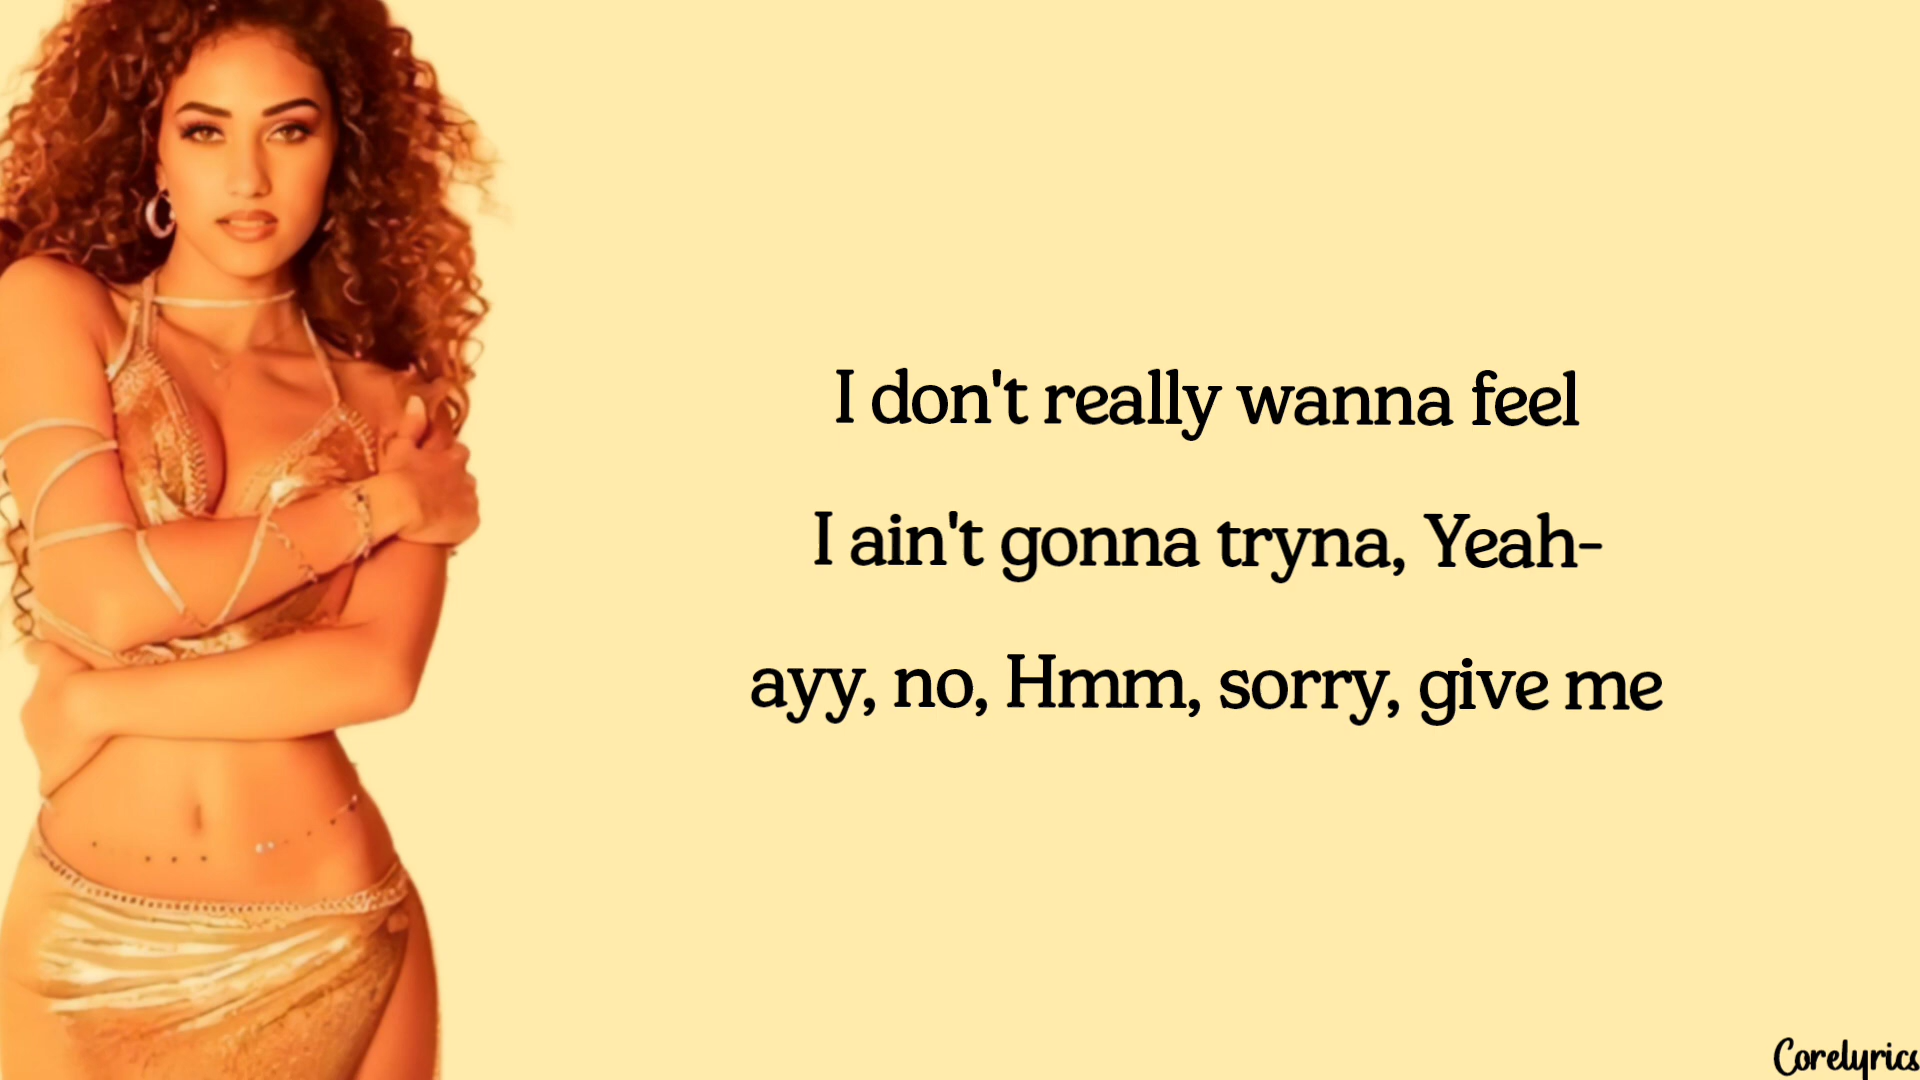 I don't really wanna feel
I ain't gonna tryna, Yeah-
ayy, no, Hmm, sorry, give me
Corelyrics